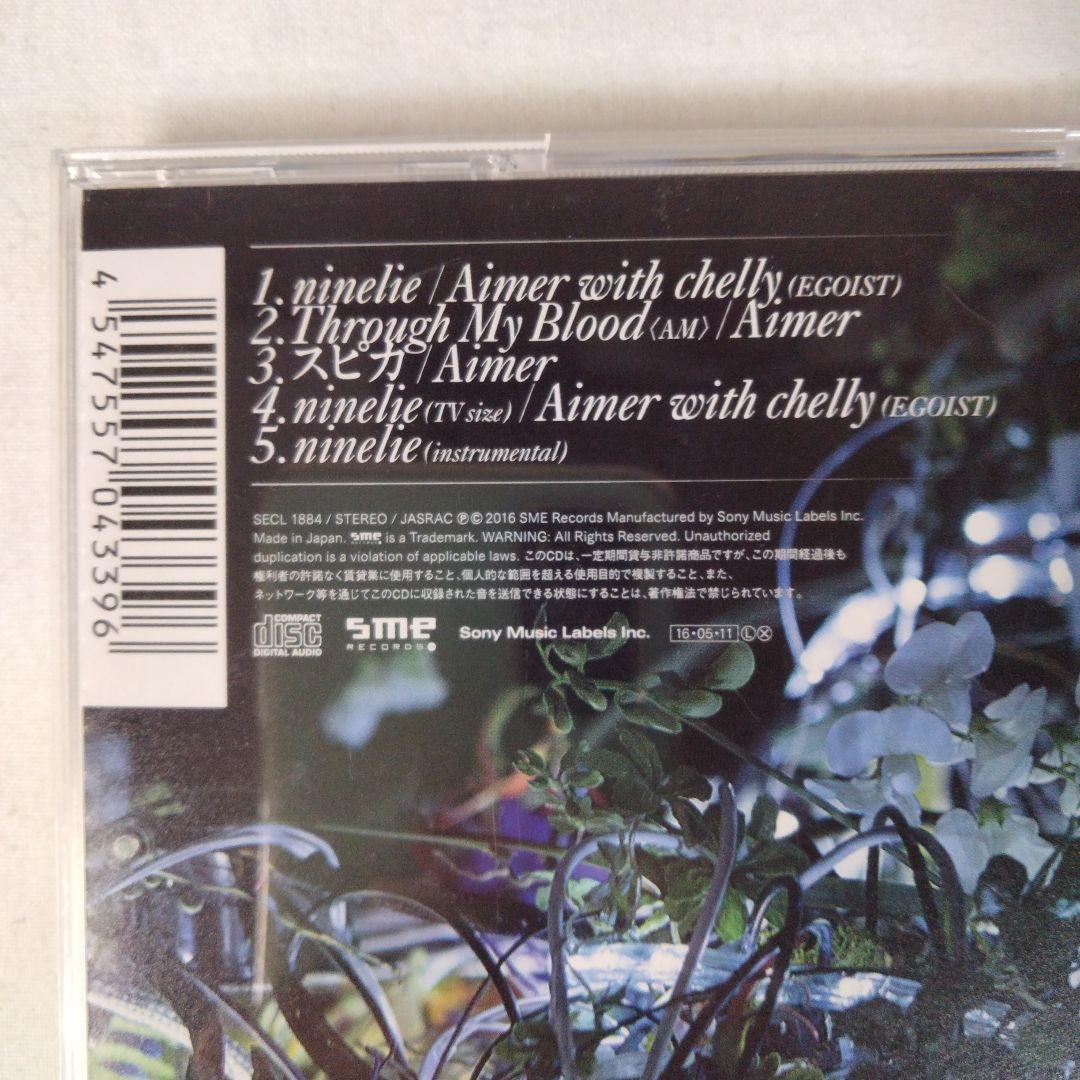 1. ninelie / Aimer with chelly (EGOIST)
2. Through My Blood〈AM〉/ Aimer
3. スピカ / Aimer
4. ninelie (TV size) / Aimer with chelly (EGOIST)
5. ninelie (instrumental)
SECL 1884 / STEREO / JASRAC ℗© 2016 SME Records Manufactured by Sony Music Labels Inc.
Made in Japan. sme is a Trademark. WARNING: All Rights Reserved. Unauthorized
duplication is a violation of applicable laws. このCDは、一定期間貸与非許諾商品ですが、この期間経過後も
権利者の許諾なく賃貸業に使用すること、個人的な範囲を超える使用目的で複製すること、また、
ネットワーク等を通じてこのCDに収録された音を送信できる状態にすることは、著作権法で禁じられています。
COMPACT disc DIGITAL AUDIO
sme RECORDS
Sony Music Labels Inc.
16・05・11 Ⓛ Ⓧ
4 547557 043396